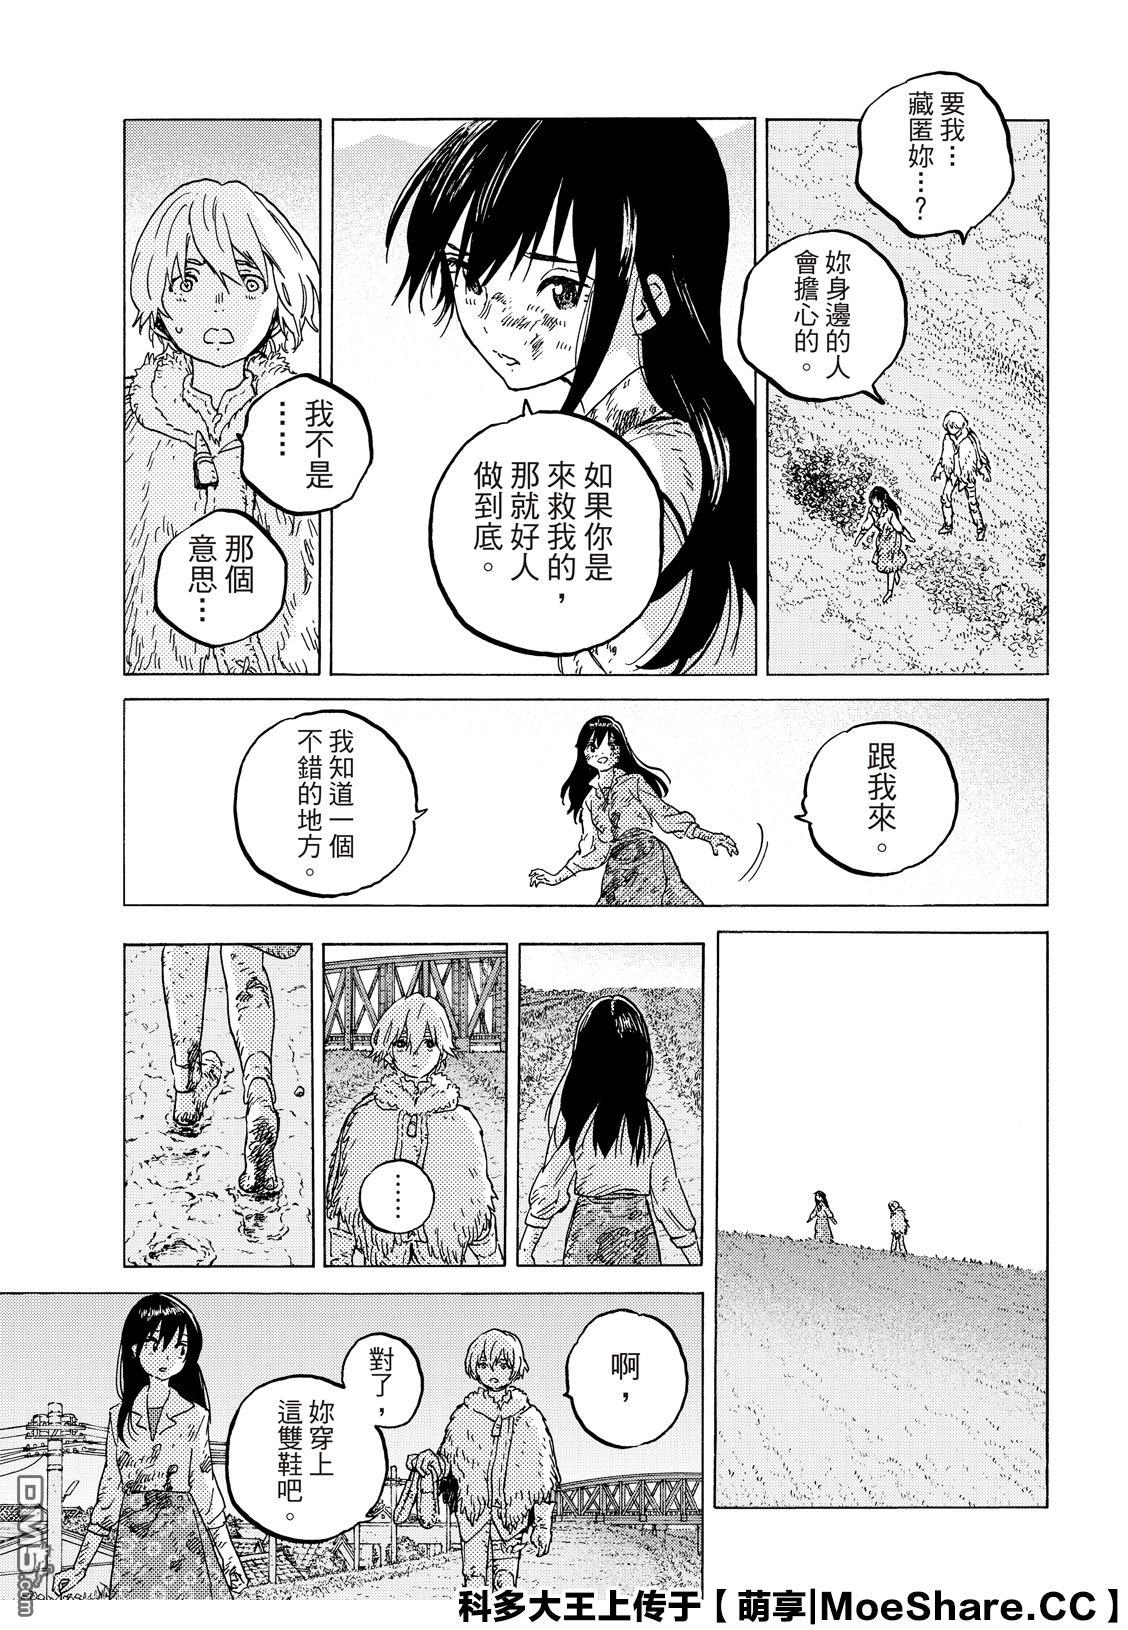 要我⋯
藏匿妳⋯?
妳身邊的人
會擔心的。
如果你是
來救我的,
那就好人
做到底。
我不是
⋯⋯
那個
意思⋯
跟我來。
我知道一個
不錯的地方。
⋯⋯
啊,
對了,
妳穿上
這雙鞋吧。
DM5.com
科多大王上传于【萌享|MoeShare.CC】